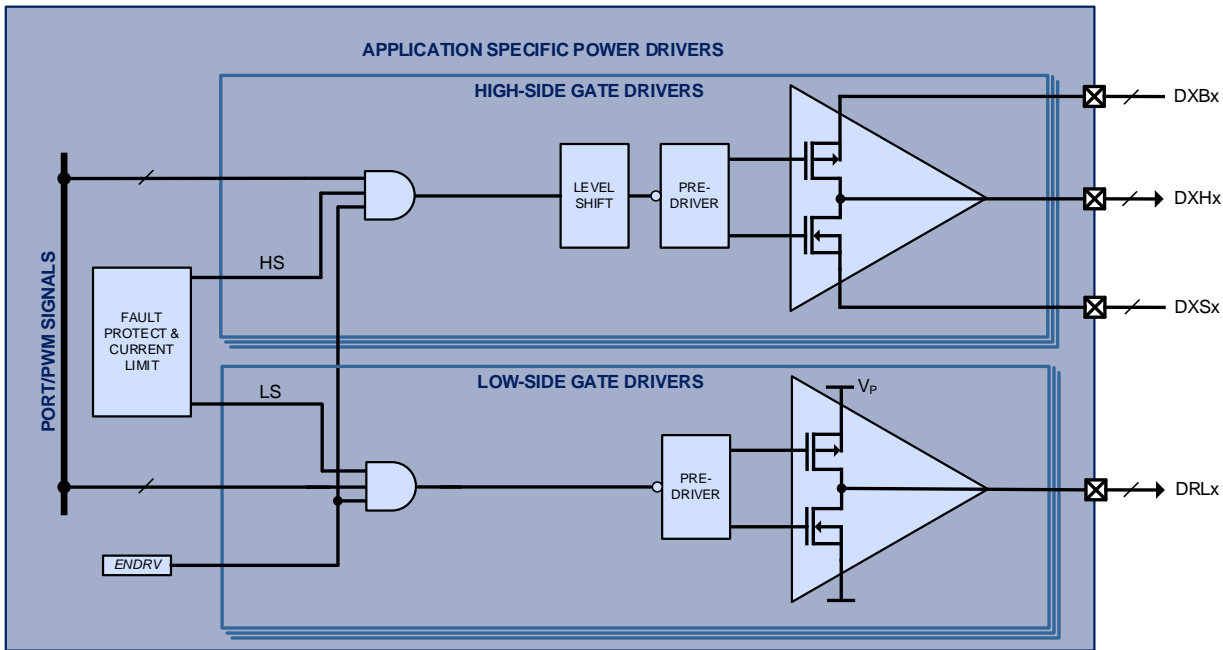 APPLICATION SPECIFIC POWER DRIVERS
HIGH-SIDE GATE DRIVERS
DXBx
LEVEL
SHIFT
PRE-
DRIVER
DXHx
HS
DXSx
PORT/PWM SIGNALS
FAULT
PROTECT &
CURRENT
LIMIT
LOW-SIDE GATE DRIVERS
LS
VP
PRE-
DRIVER
DRLx
ENDRV